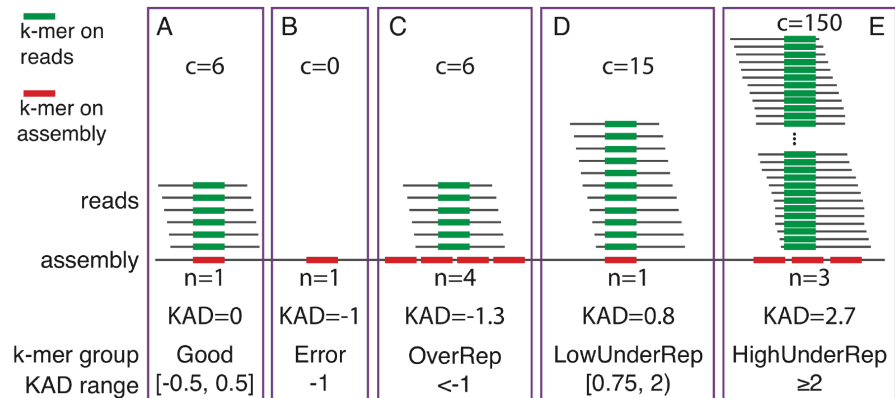 A B C D E
k-mer on
reads
c=6 c=0 c=6 c=15 c=150
k-mer on
assembly
reads
assembly
n=1 n=1 n=4 n=1 n=3
KAD=0 KAD=-1 KAD=-1.3 KAD=0.8 KAD=2.7
k-mer group Good Error OverRep LowUnderRep HighUnderRep
KAD range [-0.5, 0.5] -1 <-1 [0.75, 2) ≥2